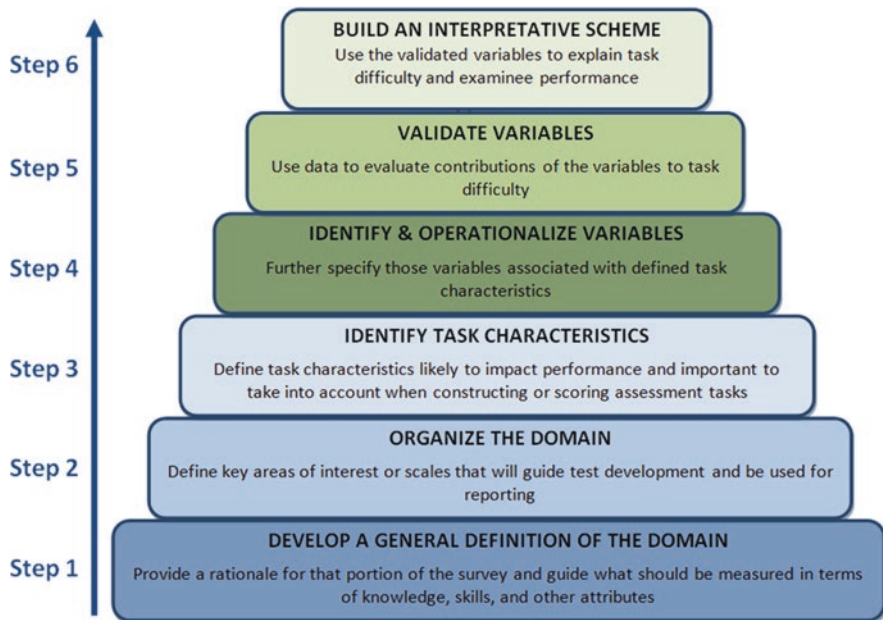 Step 6
BUILD AN INTERPRETATIVE SCHEME
Use the validated variables to explain task
difficulty and examinee performance
Step 5
VALIDATE VARIABLES
Use data to evaluate contributions of the variables to task
difficulty
Step 4
IDENTIFY & OPERATIONALIZE VARIABLES
Further specify those variables associated with defined task
characteristics
Step 3
IDENTIFY TASK CHARACTERISTICS
Define task characteristics likely to impact performance and important to
take into account when constructing or scoring assessment tasks
Step 2
ORGANIZE THE DOMAIN
Define key areas of interest or scales that will guide test development and be used for
reporting
Step 1
DEVELOP A GENERAL DEFINITION OF THE DOMAIN
Provide a rationale for that portion of the survey and guide what should be measured in terms
of knowledge, skills, and other attributes